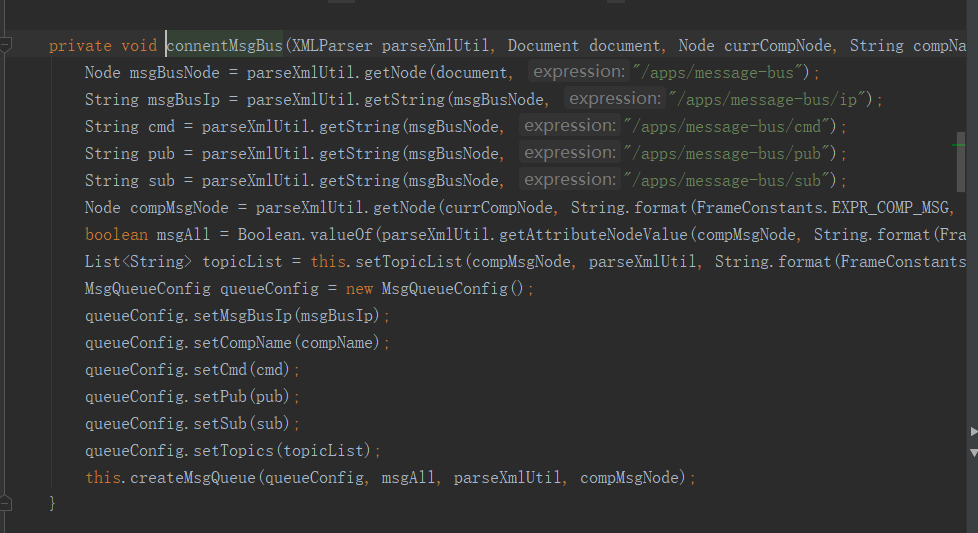 private void connentMsgBus(XMLParser parseXmlUtil, Document document, Node currCompNode, String compNa
Node msgBusNode = parseXmlUtil.getNode(document, expression: "/apps/message-bus");
String msgBusIp = parseXmlUtil.getString(msgBusNode, expression: "/apps/message-bus/ip");
String cmd = parseXmlUtil.getString(msgBusNode, expression: "/apps/message-bus/cmd");
String pub = parseXmlUtil.getString(msgBusNode, expression: "/apps/message-bus/pub");
String sub = parseXmlUtil.getString(msgBusNode, expression: "/apps/message-bus/sub");
Node compMsgNode = parseXmlUtil.getNode(currCompNode, String.format(FrameConstants.EXPR_COMP_MSG,
boolean msgAll = Boolean.valueOf(parseXmlUtil.getAttributeNodeValue(compMsgNode, String.format(Fra
List<String> topicList = this.setTopicList(compMsgNode, parseXmlUtil, String.format(FrameConstants
MsgQueueConfig queueConfig = new MsgQueueConfig();
queueConfig.setMsgBusIp(msgBusIp);
queueConfig.setCompName(compName);
queueConfig.setCmd(cmd);
queueConfig.setPub(pub);
queueConfig.setSub(sub);
queueConfig.setTopics(topicList);
this.createMsgQueue(queueConfig, msgAll, parseXmlUtil, compMsgNode);
}